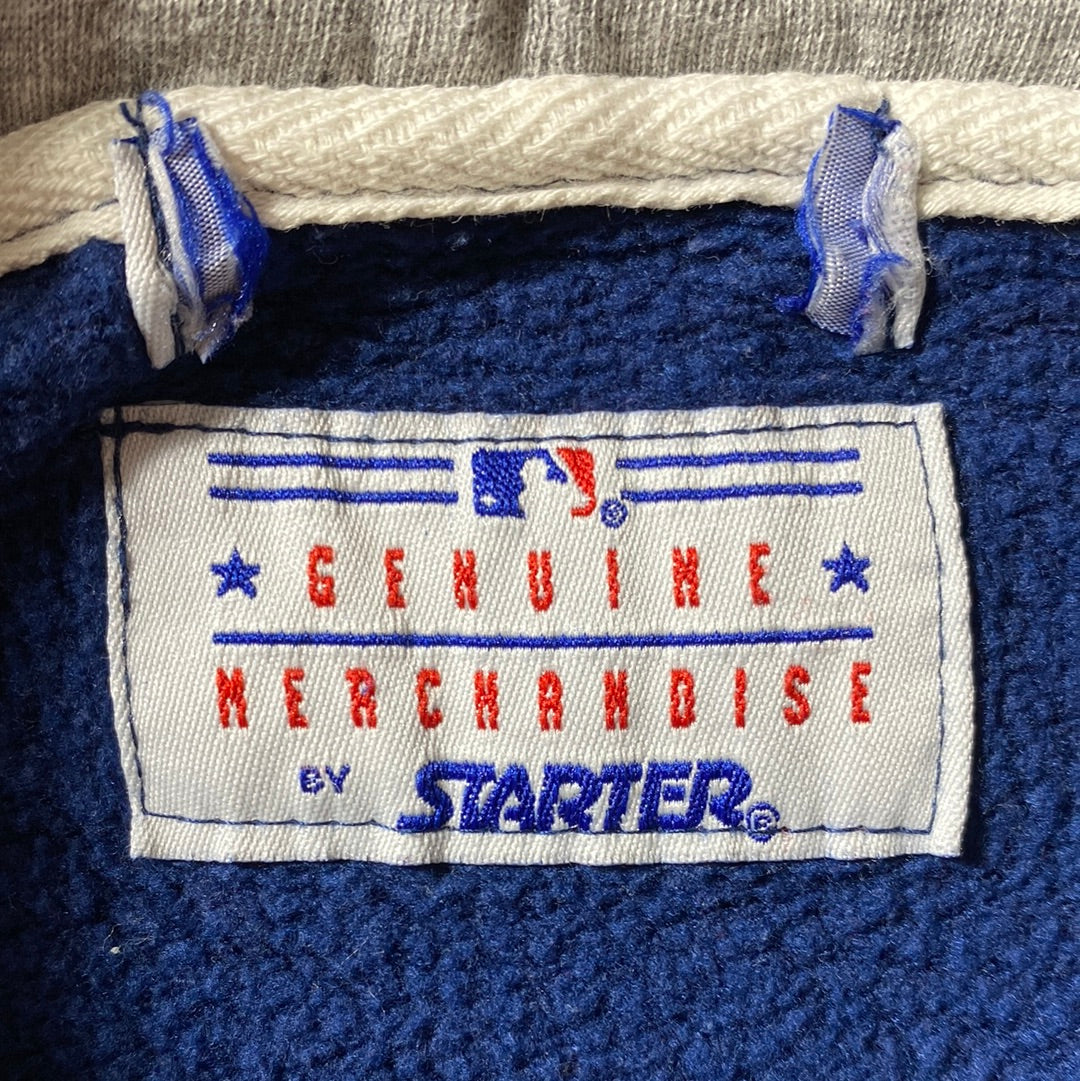 ®
GENUINE
MERCHANDISE
BY STARTER®